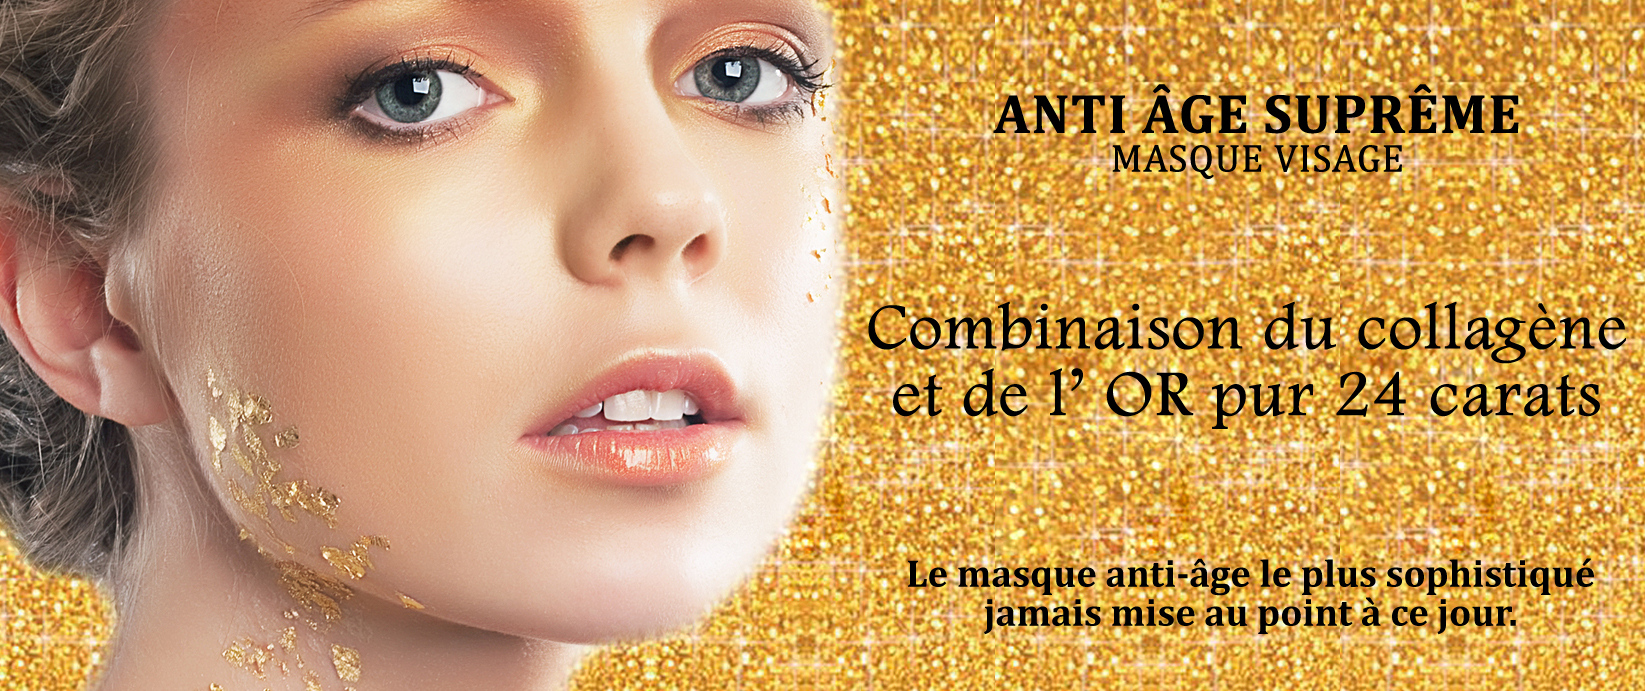 ANTI ÂGE SUPRÊME
MASQUE VISAGE
Combinaison du collagène
et de l’ OR pur 24 carats
Le masque anti-âge le plus sophistiqué
jamais mise au point à ce jour.